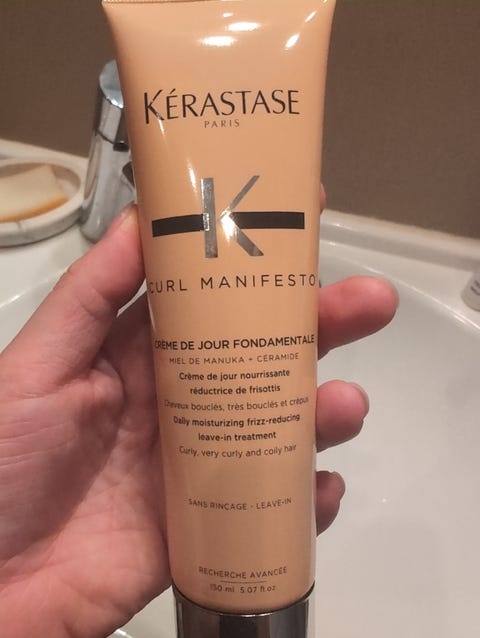 KÉRASTASE
PARIS
K
CURL MANIFESTO
CRÈME DE JOUR FONDAMENTALE
MIEL DE MANUKA + CÉRAMIDE
Crème de jour nourrissante
réductrice de frisottis
Cheveux bouclés, très bouclés et crépus
Daily moisturizing frizz-reducing
leave-in treatment
Curly, very curly and coily hair
SANS RINÇAGE - LEAVE-IN
RECHERCHE AVANCÉE
150 ml 5.07 fl.oz